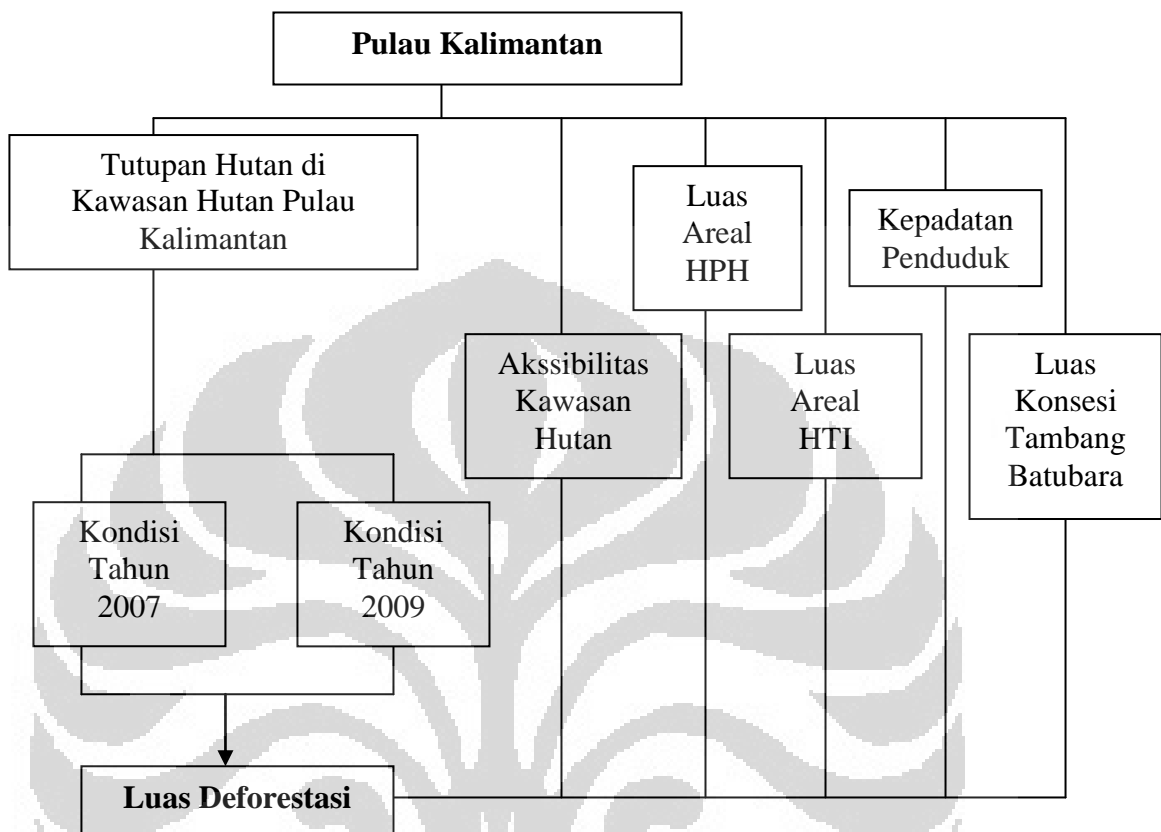 Pulau Kalimantan
Tutupan Hutan di
Kawasan Hutan Pulau
Kalimantan
Luas
Areal
HPH
Kepadatan
Penduduk
Akssibilitas
Kawasan
Hutan
Luas
Areal
HTI
Luas
Konsesi
Tambang
Batubara
Kondisi
Tahun
2007
Kondisi
Tahun
2009
Luas Deforestasi